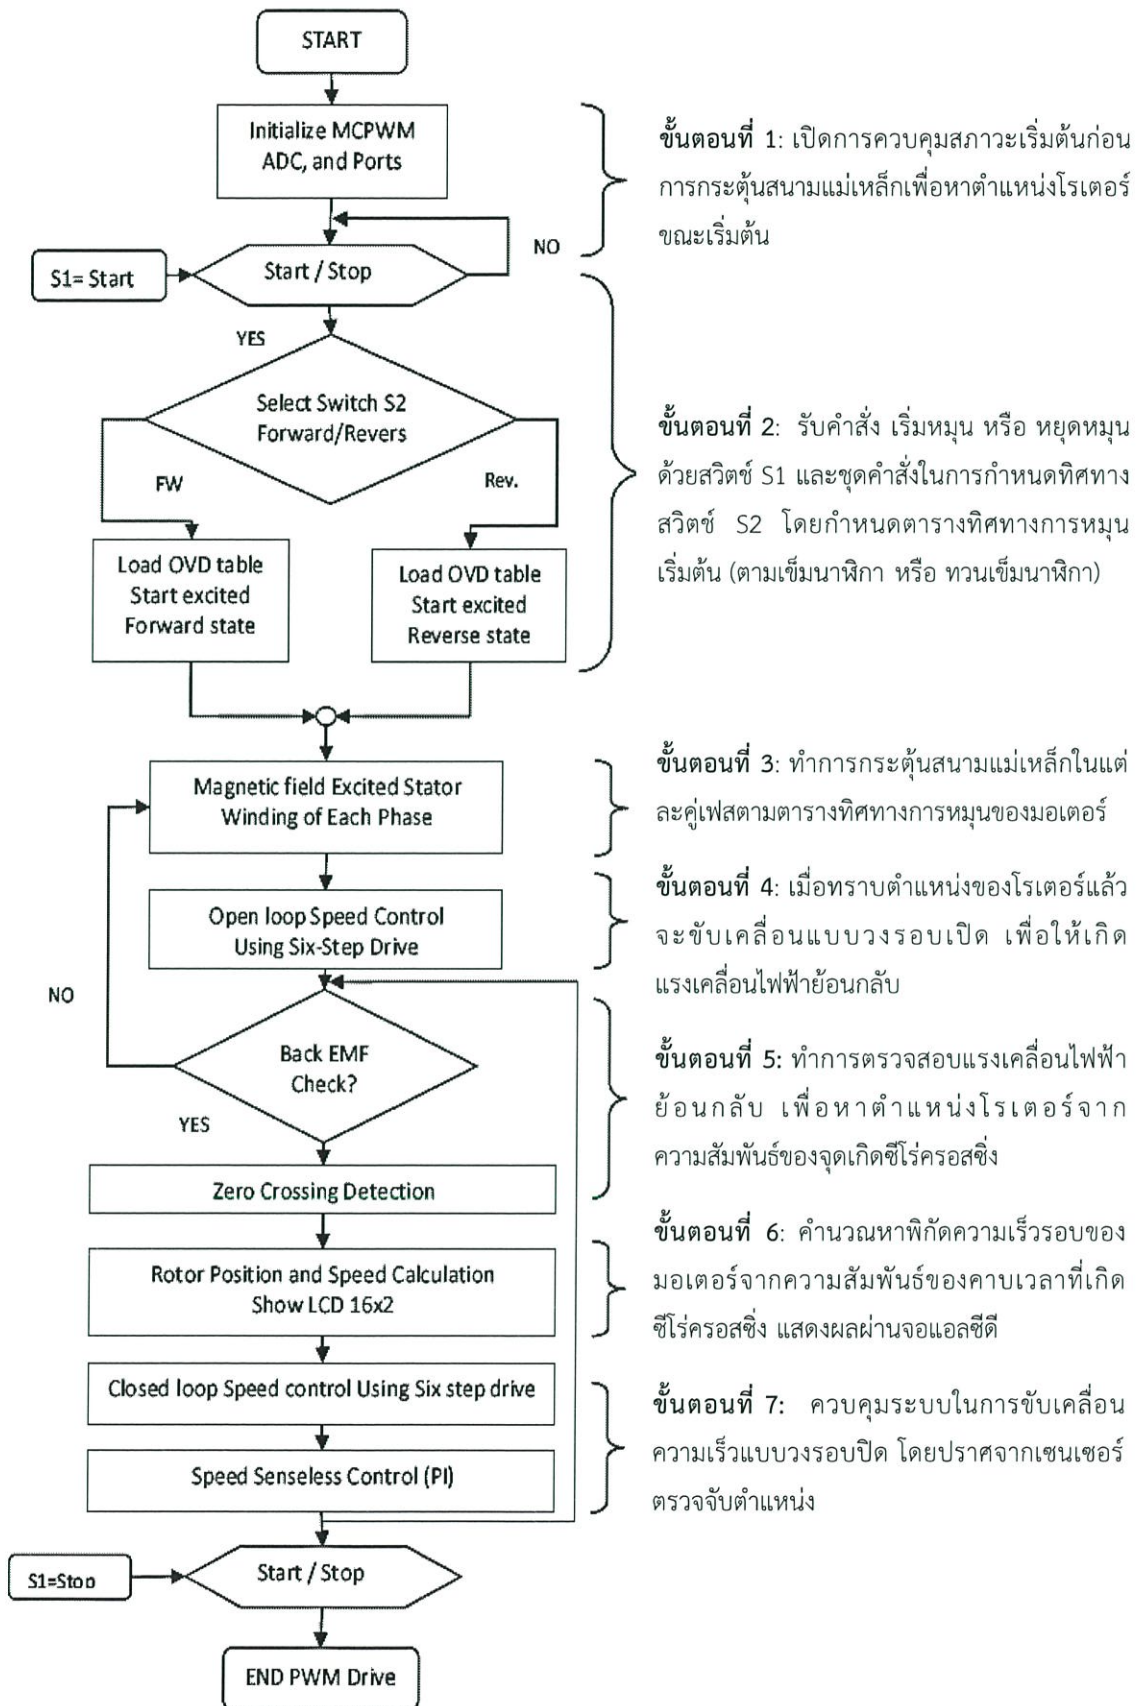 START
Initialize MCPWM
ADC, and Ports
NO
S1= Start
Start / Stop
YES
Select Switch S2
Forward/Revers
FW
Rev.
Load OVD table
Start excited
Forward state
Load OVD table
Start excited
Reverse state
Magnetic field Excited Stator
Winding of Each Phase
Open loop Speed Control
Using Six-Step Drive
NO
Back EMF
Check?
YES
Zero Crossing Detection
Rotor Position and Speed Calculation
Show LCD 16x2
Closed loop Speed control Using Six step drive
Speed Senseless Control (PI)
S1=Stop
Start / Stop
END PWM Drive
ขั้นตอนที่ 1: เปิดการควบคุมสภาวะเริ่มต้นก่อน
การกระตุ้นสนามแม่เหล็กเพื่อหาตำแหน่งโรเตอร์
ขณะเริ่มต้น
ขั้นตอนที่ 2: รับคำสั่ง เริ่มหมุน หรือ หยุดหมุน
ด้วยสวิตช์ S1 และชุดคำสั่งในการกำหนดทิศทาง
สวิตช์ S2 โดยกำหนดตารางทิศทางการหมุน
เริ่มต้น (ตามเข็มนาฬิกา หรือ ทวนเข็มนาฬิกา)
ขั้นตอนที่ 3: ทำการกระตุ้นสนามแม่เหล็กในแต่
ละคู่เฟสตามตารางทิศทางการหมุนของมอเตอร์
ขั้นตอนที่ 4: เมื่อทราบตำแหน่งของโรเตอร์แล้ว
จะขับเคลื่อนแบบวงรอบเปิด เพื่อให้เกิด
แรงเคลื่อนไฟฟ้าย้อนกลับ
ขั้นตอนที่ 5: ทำการตรวจสอบแรงเคลื่อนไฟฟ้า
ย้อนกลับ เพื่อหาตำแหน่งโรเตอร์จาก
ความสัมพันธ์ของจุดเกิดซีโร่ครอสซิ่ง
ขั้นตอนที่ 6: คำนวณหาพิกัดความเร็วรอบของ
มอเตอร์จากความสัมพันธ์ของคาบเวลาที่เกิด
ซีโร่ครอสซิ่ง แสดงผลผ่านจอแอลซีดี
ขั้นตอนที่ 7: ควบคุมระบบในการขับเคลื่อน
ความเร็วแบบวงรอบปิด โดยปราศจากเซนเซอร์
ตรวจจับตำแหน่ง